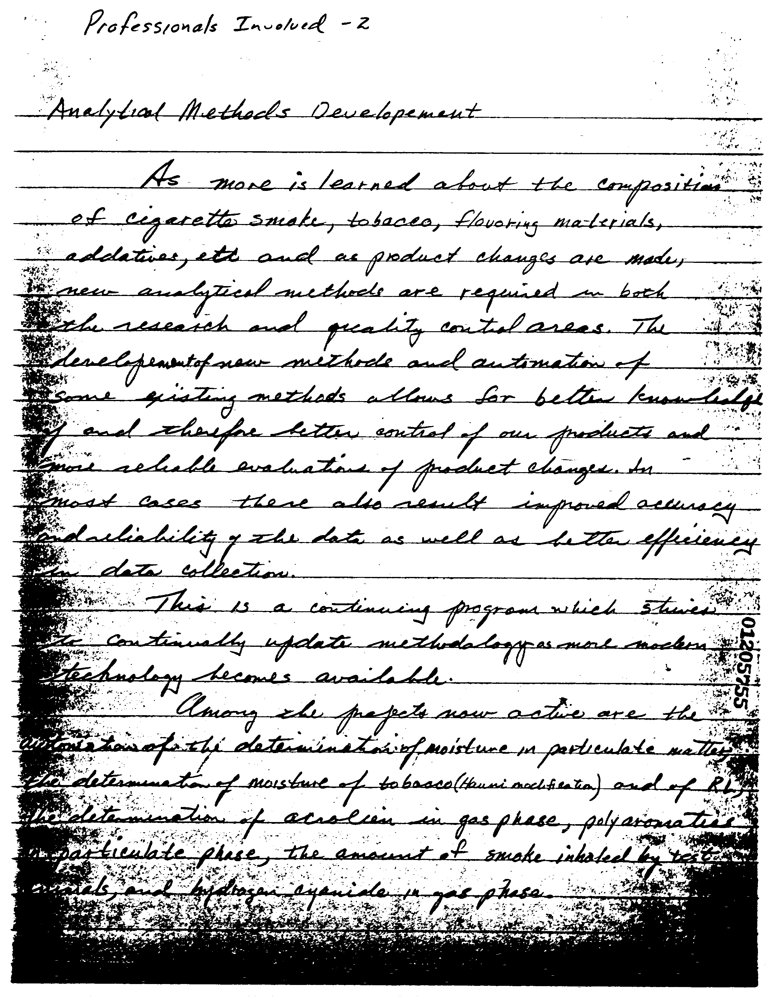 Professionals Involved - 2
Analytical Methods Developement
As more is learned about the composition
of cigarette smoke, tobacco, flavoring materials,
addatives, etc and as product changes are made,
new analytical methods are required in both
the research and quality control areas. The
developement of new methods and automation of
some existing methods allows for better knowledge
of and therefore better control of our products and
more reliable evaluations of product changes. In
most cases there also result improved accuracy
and reliability of the data as well as better efficiency
in data collection.
This is a continuing program which strives
to continually update methodology as more modern
technology becomes available.
Among the projects now active are the
automation of the determination of moisture in particulate matter,
the determination of moisture of tobacco (Hauni modification) and of RL,
the determination of acrolien in gas phase, polyaromatics
in particulate phase, the amount of smoke inhaled by test
animals, and hydrogen cyanide in gas phase.
01205755